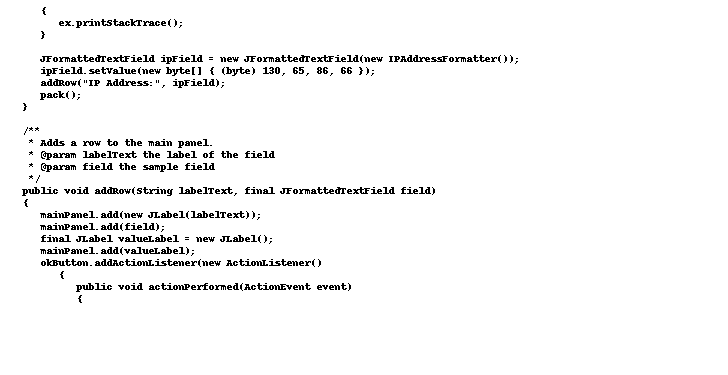 {
ex.printStackTrace();
}
JFormattedTextField ipField = new JFormattedTextField(new IPAddressFormatter());
ipField.setValue(new byte[] { (byte) 130, 65, 86, 66 });
addRow("IP Address:", ipField);
pack();
}
/**
* Adds a row to the main panel.
* @param labelText the label of the field
* @param field the sample field
*/
public void addRow(String labelText, final JFormattedTextField field)
{
mainPanel.add(new JLabel(labelText));
mainPanel.add(field);
final JLabel valueLabel = new JLabel();
mainPanel.add(valueLabel);
okButton.addActionListener(new ActionListener()
{
public void actionPerformed(ActionEvent event)
{